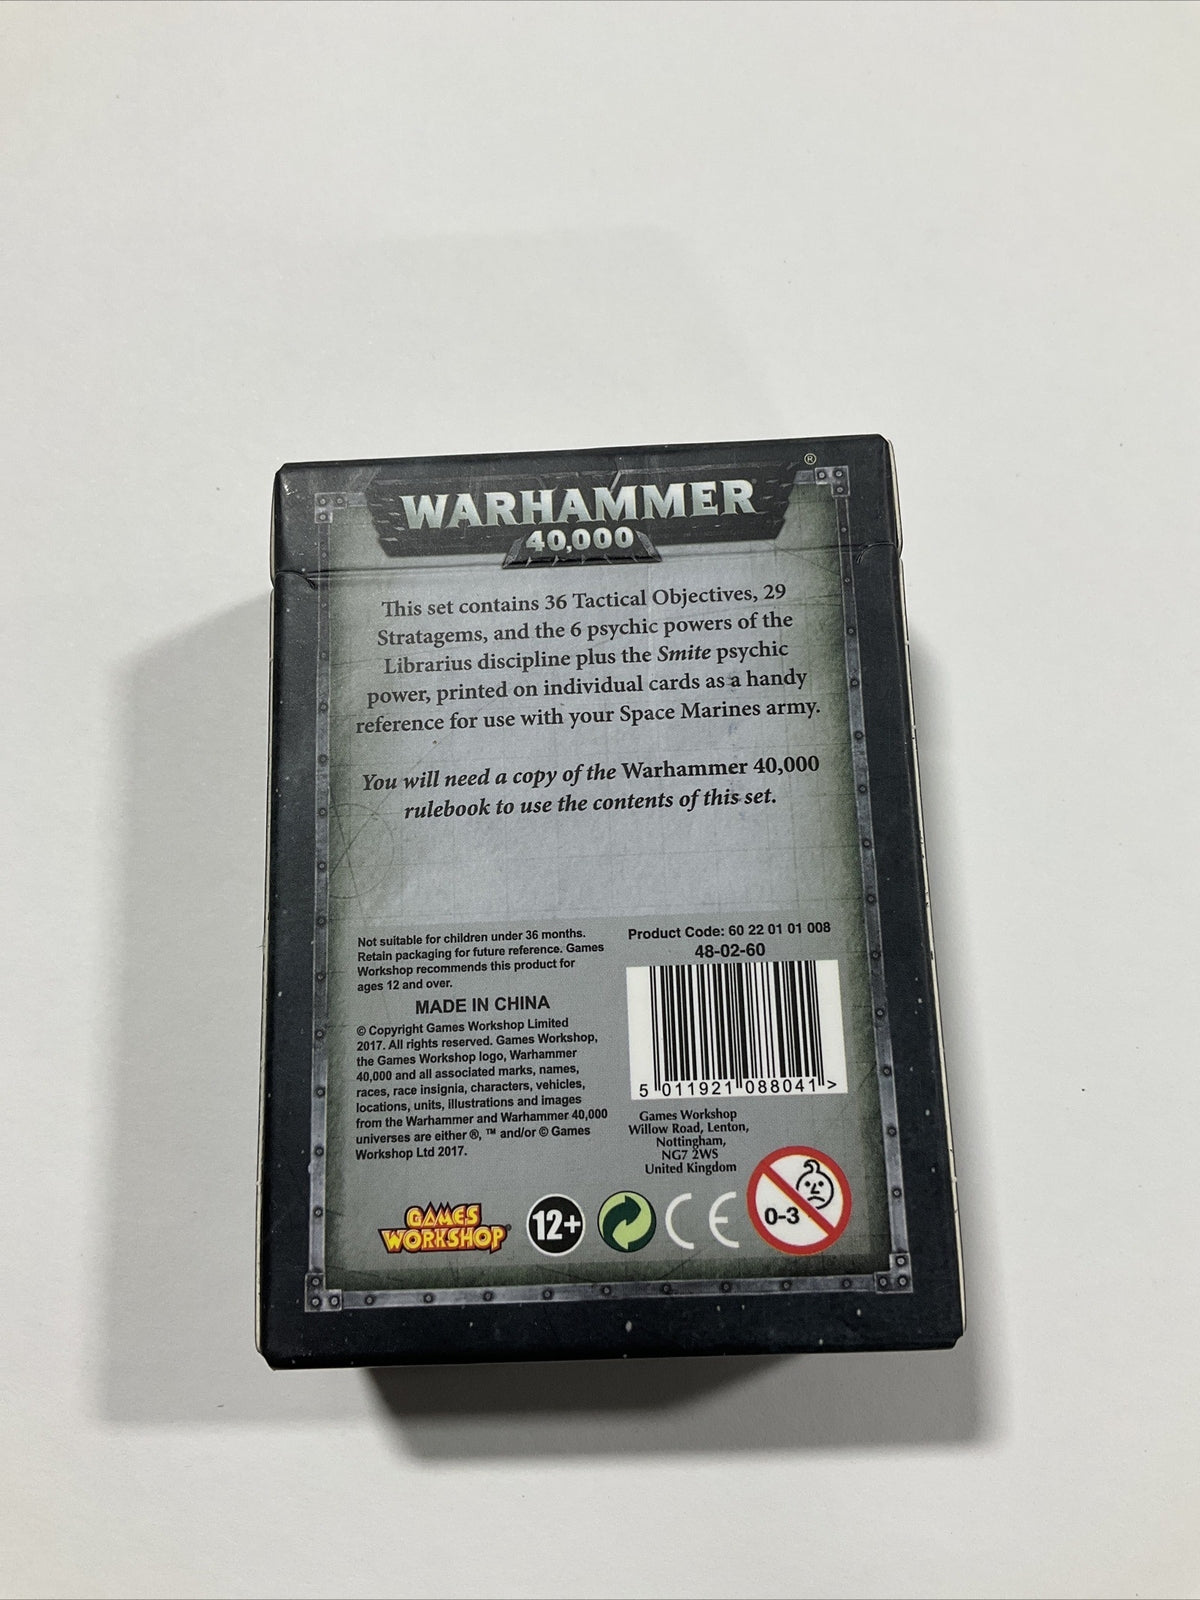 ®
WARHAMMER
40,000
This set contains 36 Tactical Objectives, 29
Stratagems, and the 6 psychic powers of the
Librarius discipline plus the Smite psychic
power, printed on individual cards as a handy
reference for use with your Space Marines army.
You will need a copy of the Warhammer 40,000
rulebook to use the contents of this set.
Not suitable for children under 36 months.
Retain packaging for future reference. Games
Workshop recommends this product for
ages 12 and over.
MADE IN CHINA
© Copyright Games Workshop Limited
2017. All rights reserved. Games Workshop,
the Games Workshop logo, Warhammer
40,000 and all associated marks, names,
races, race insignia, characters, vehicles,
locations, units, illustrations and images
from the Warhammer and Warhammer 40,000
universes are either ®, ™ and/or © Games
Workshop Ltd 2017.
Product Code: 60 22 01 01 008
48-02-60
5 011921 088041 >
Games Workshop
Willow Road, Lenton,
Nottingham,
NG7 2WS
United Kingdom
GAMES
WORKSHOP®
12+
CE
0-3